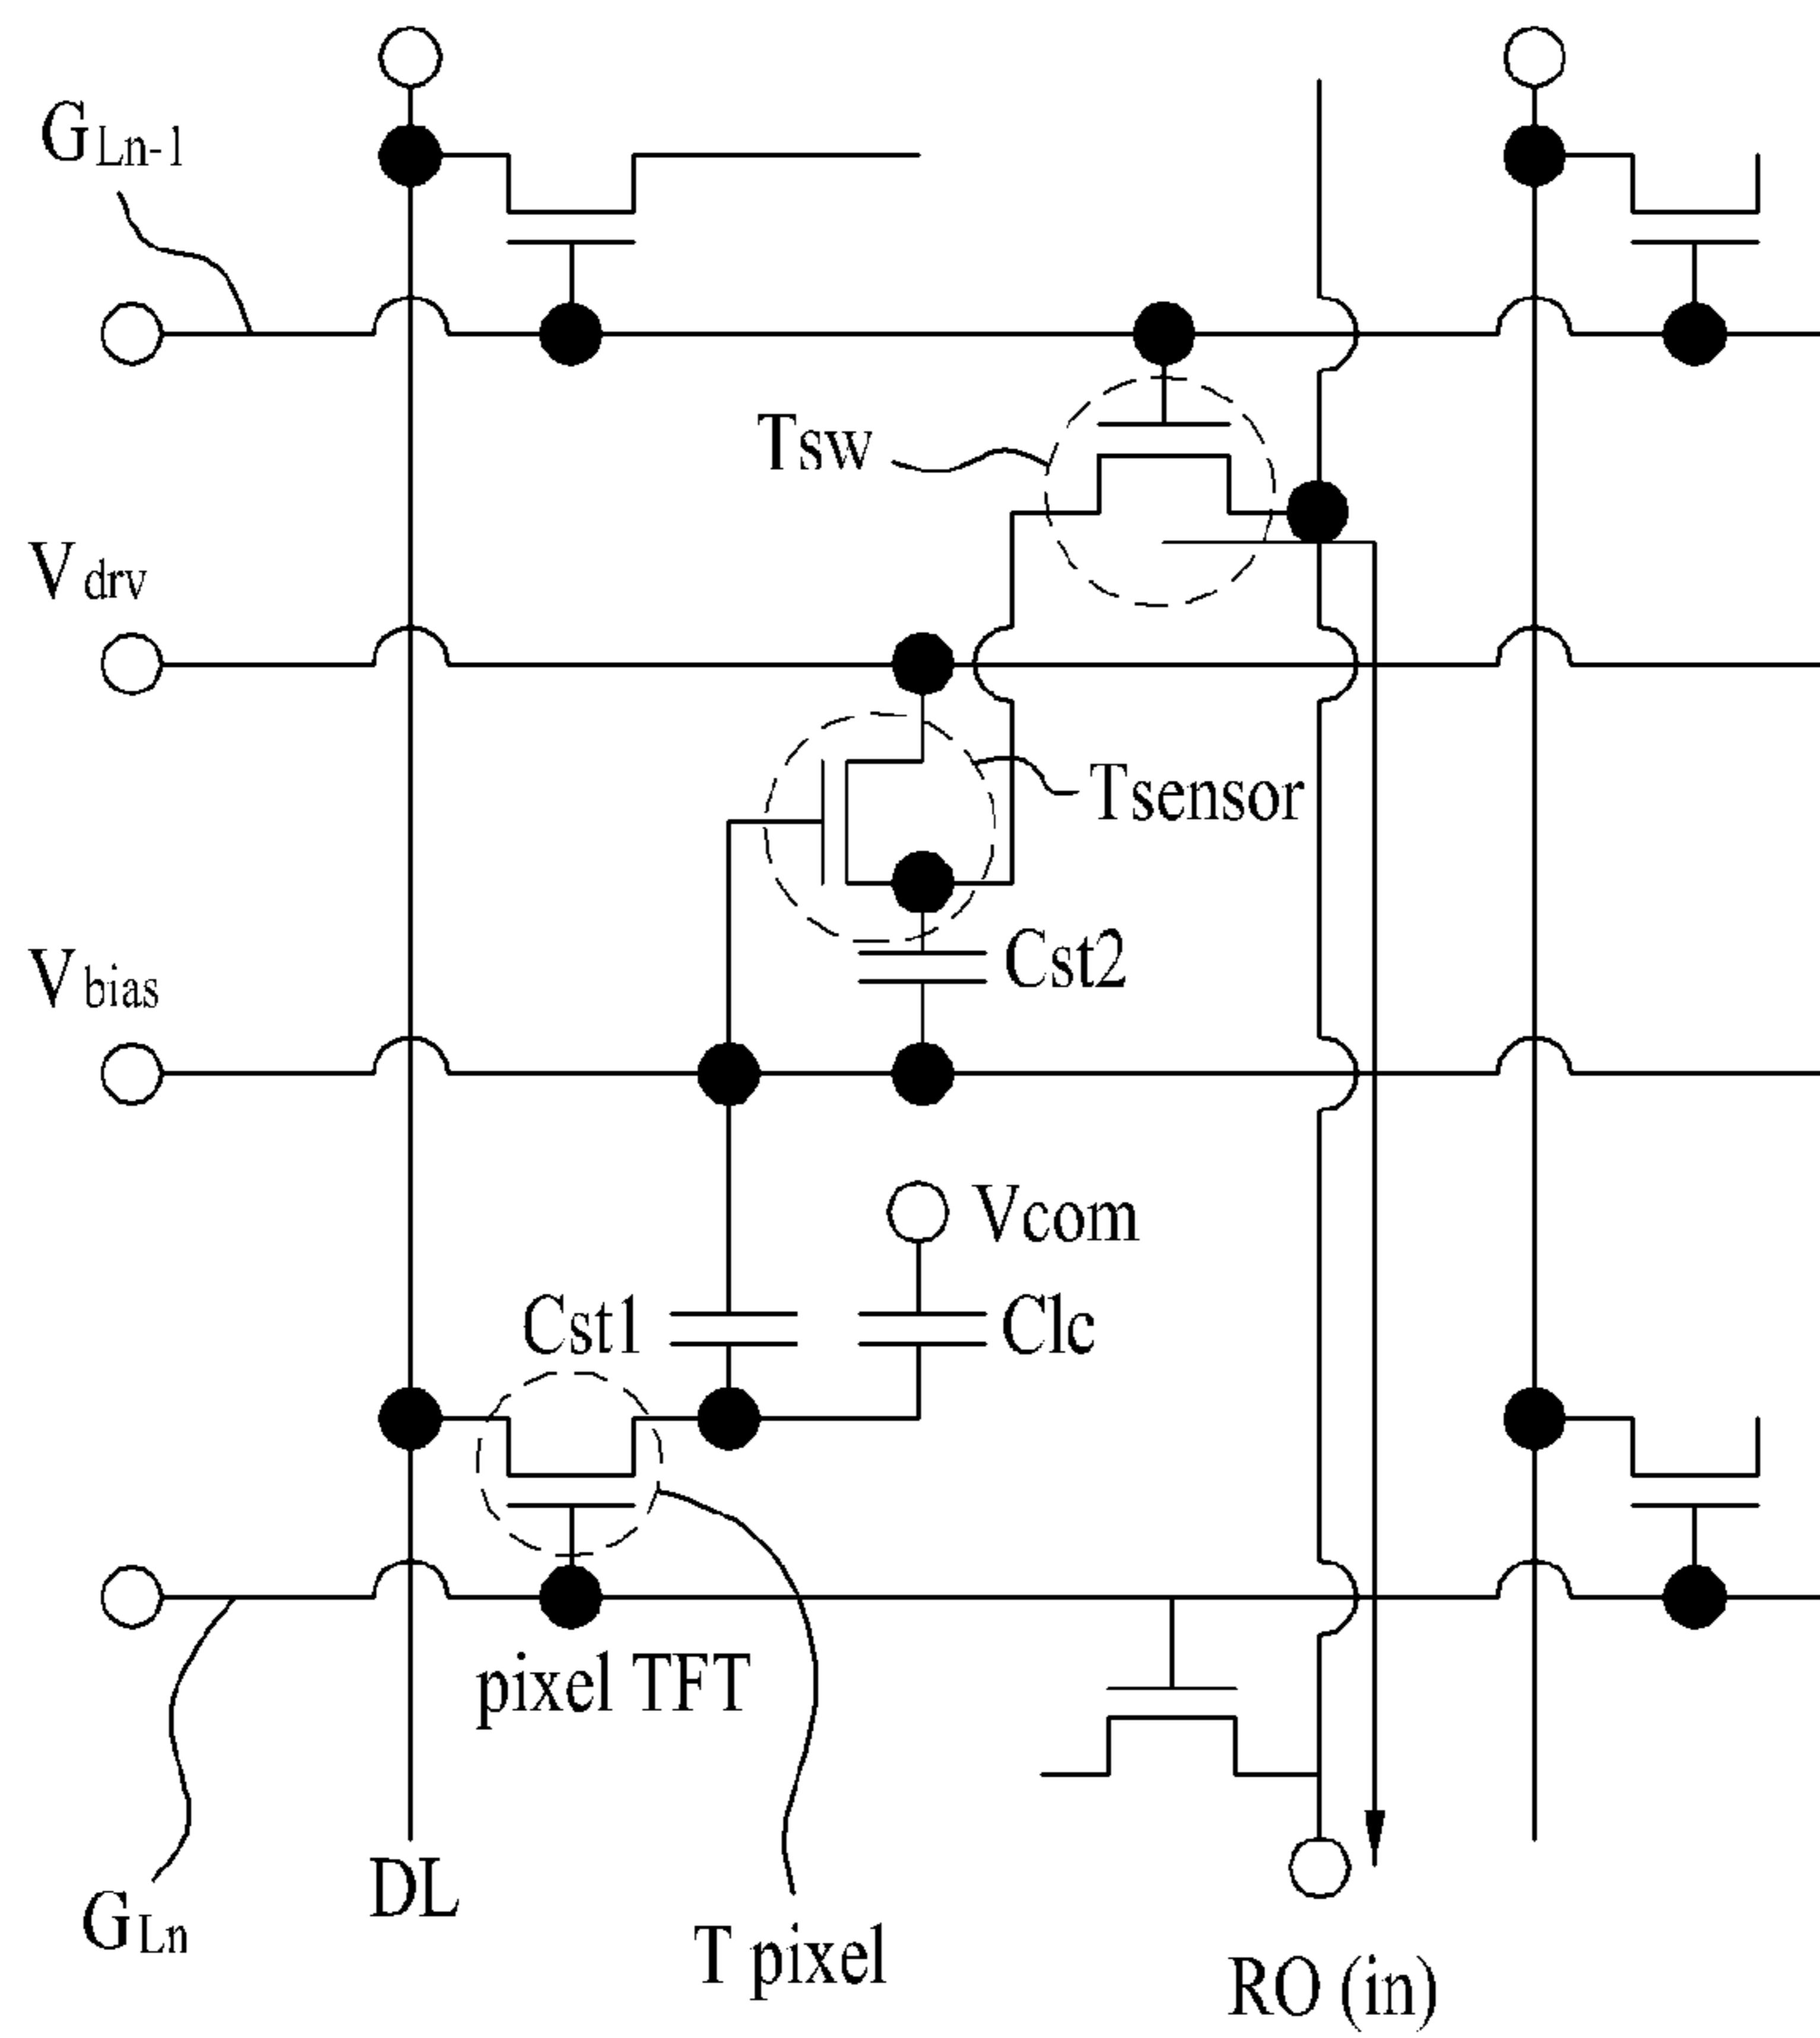 GLn-1
Tsw
Vdrv
Tsensor
Vbias
Cst2
Vcom
Cst1
Clc
pixel TFT
DL
GLn
T pixel
RO (in)